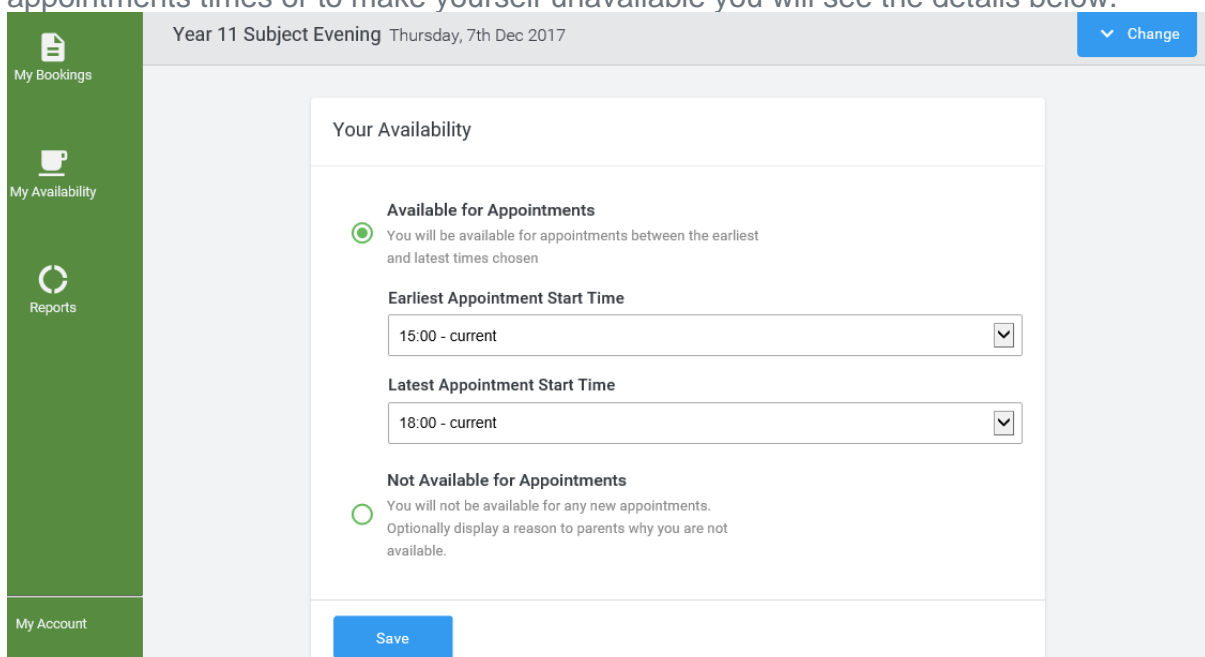 appointments times or to make yourself unavailable you will see the details below.
Year 11 Subject Evening Thursday, 7th Dec 2017
Change
My Bookings
My Availability
Reports
My Account
Your Availability
Available for Appointments
You will be available for appointments between the earliest
and latest times chosen
Earliest Appointment Start Time
15:00 - current
Latest Appointment Start Time
18:00 - current
Not Available for Appointments
You will not be available for any new appointments.
Optionally display a reason to parents why you are not
available.
Save